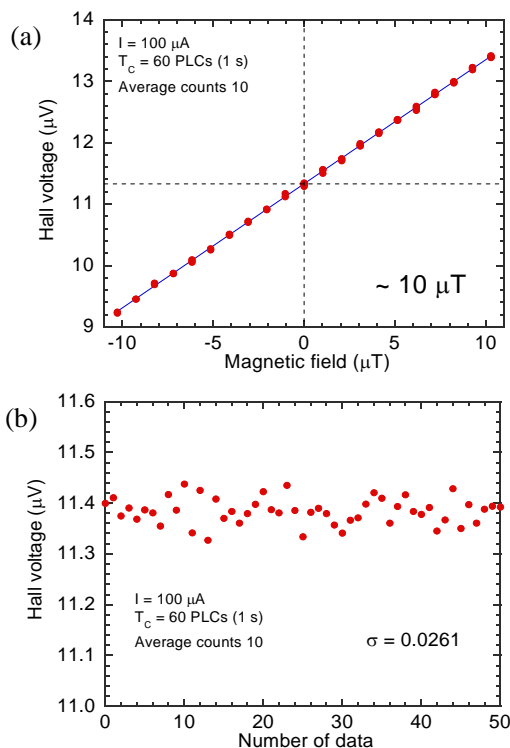 (a)
14
13
12
11
10
9
Hall voltage (μV)
I = 100 μA
T_C = 60 PLCs (1 s)
Average counts 10
~ 10 μT
-10 -5 0 5 10
Magnetic field (μT)
(b)
11.6
11.5
11.4
11.3
11.2
11.1
11.0
Hall voltage (μV)
I = 100 μA
T_C = 60 PLCs (1 s)
Average counts 10
σ = 0.0261
0 10 20 30 40 50
Number of data